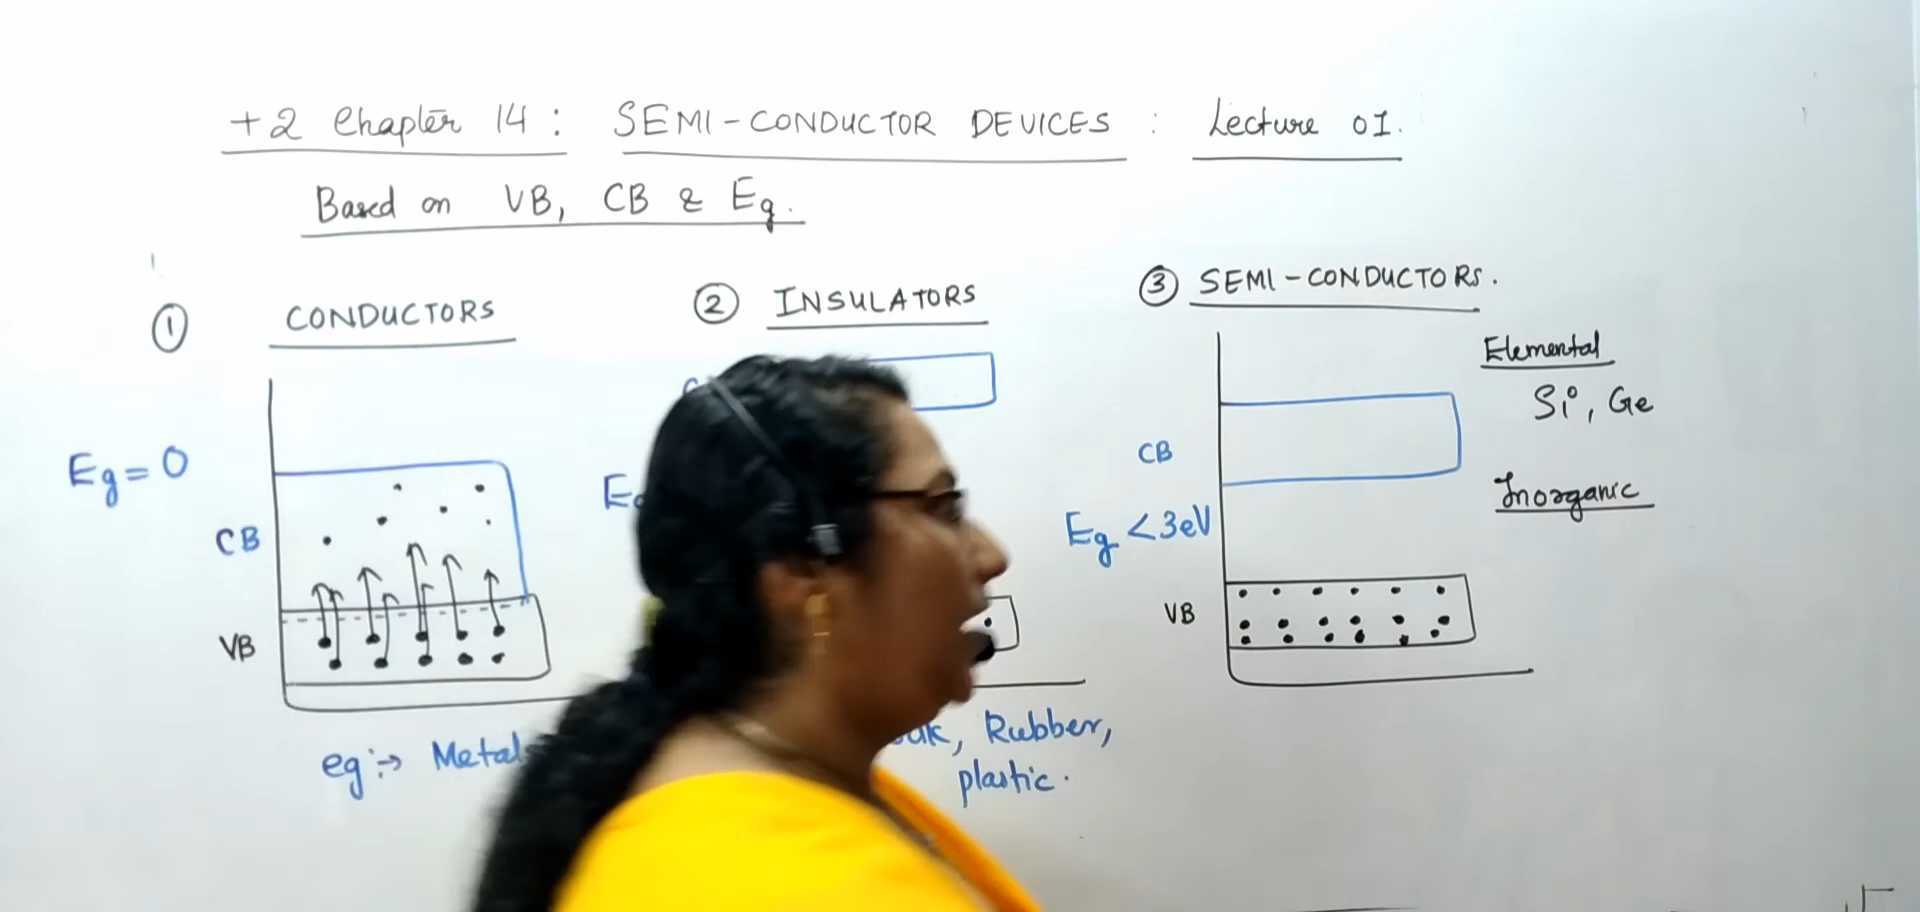 +2 Chapter 14: SEMI-CONDUCTOR DEVICES: Lecture 01.
Based on VB, CB & Eg.
① CONDUCTORS
Eg = 0
CB
VB
eg:→ Metals
② INSULATORS
Rubber,
plastic.
③ SEMI-CONDUCTORS.
CB
Eg < 3eV
VB
Elemental
Si, Ge
Inorganic